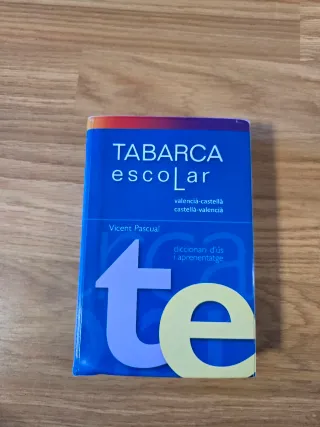 TABARCA
escoLar
valencià-castellà
castellà-valencià
Vicent Pascual
diccionari d'ús
i aprenentatge
te